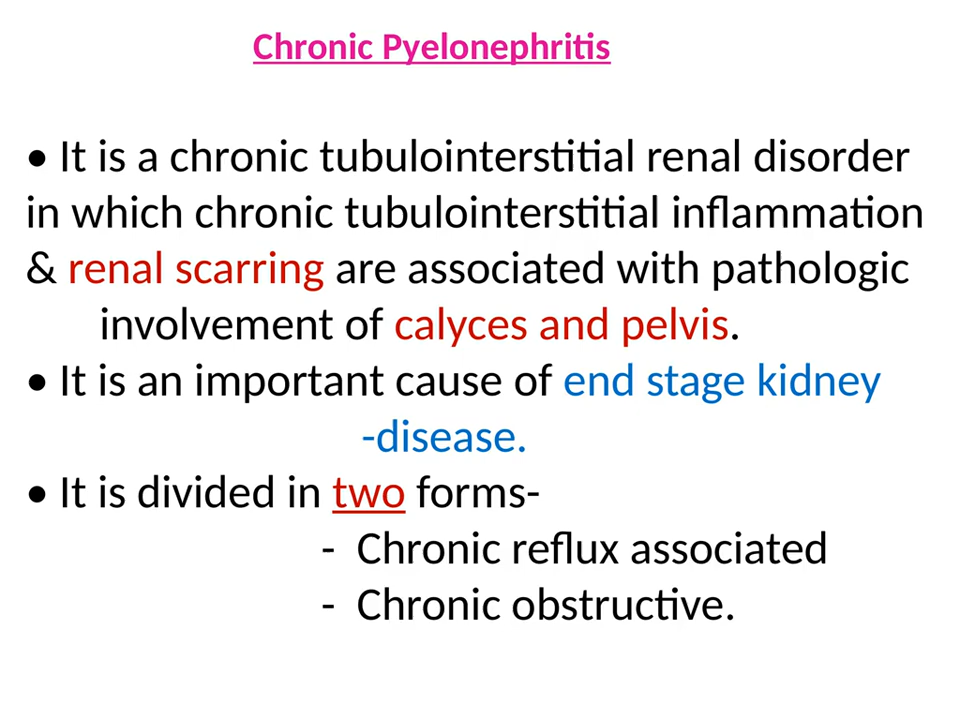 Chronic Pyelonephritis
• It is a chronic tubulointerstitial renal disorder
in which chronic tubulointerstitial inflammation
& renal scarring are associated with pathologic
involvement of calyces and pelvis.
• It is an important cause of end stage kidney
-disease.
• It is divided in two forms-
- Chronic reflux associated
- Chronic obstructive.